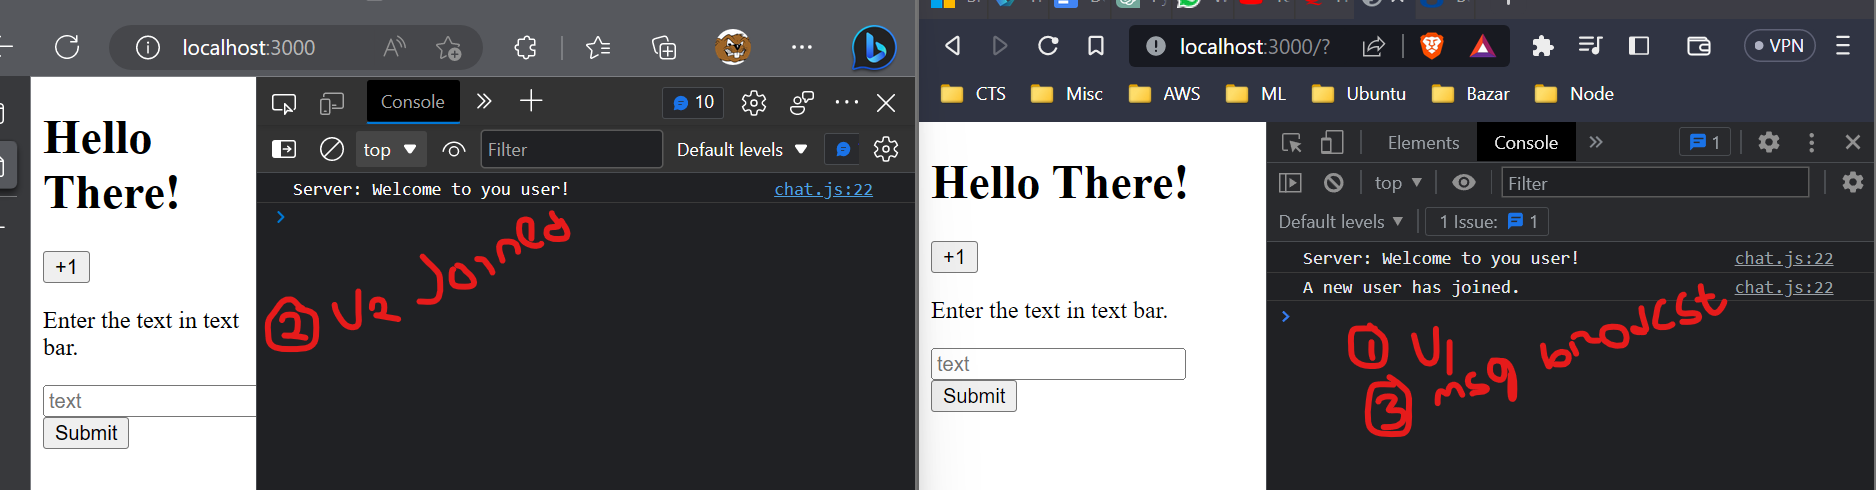 localhost:3000
Console
10
top
Filter
Default levels
Server: Welcome to you user!
chat.js:22
Hello
There!
+1
Enter the text in text
bar.
text
Submit
2 U2 Joined
localhost:3000/?
VPN
CTS
Misc
AWS
ML
Ubuntu
Bazar
Node
Elements
Console
1
top
Filter
Default levels
1 Issue: 1
Server: Welcome to you user!
chat.js:22
A new user has joined.
chat.js:22
Hello There!
+1
Enter the text in text bar.
text
Submit
1 U1
3 msg brodcst